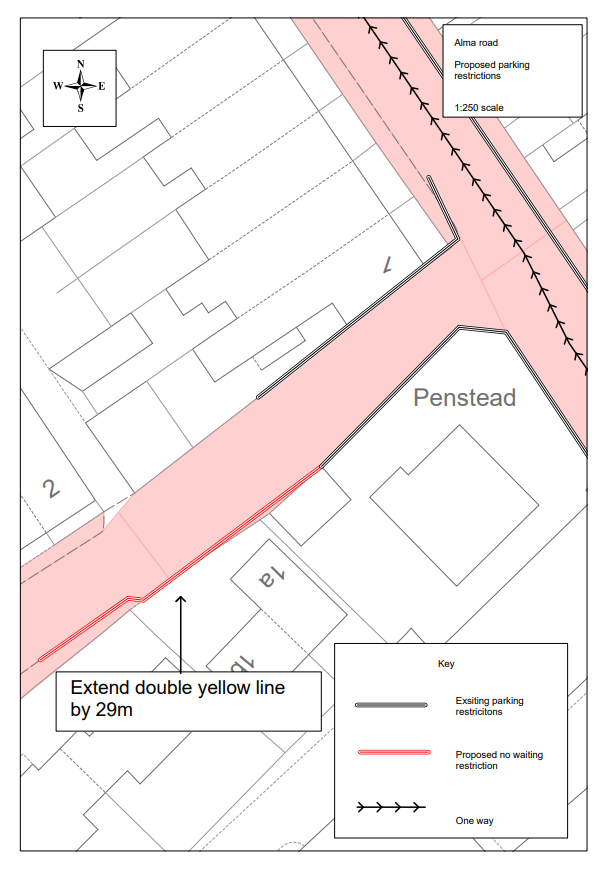 N
W E
S
Alma road
Proposed parking
restrictions
1:250 scale
7
Penstead
2
1a
1b
Extend double yellow line
by 29m
Key
Exsiting parking
restricitons
Proposed no waiting
restriction
One way